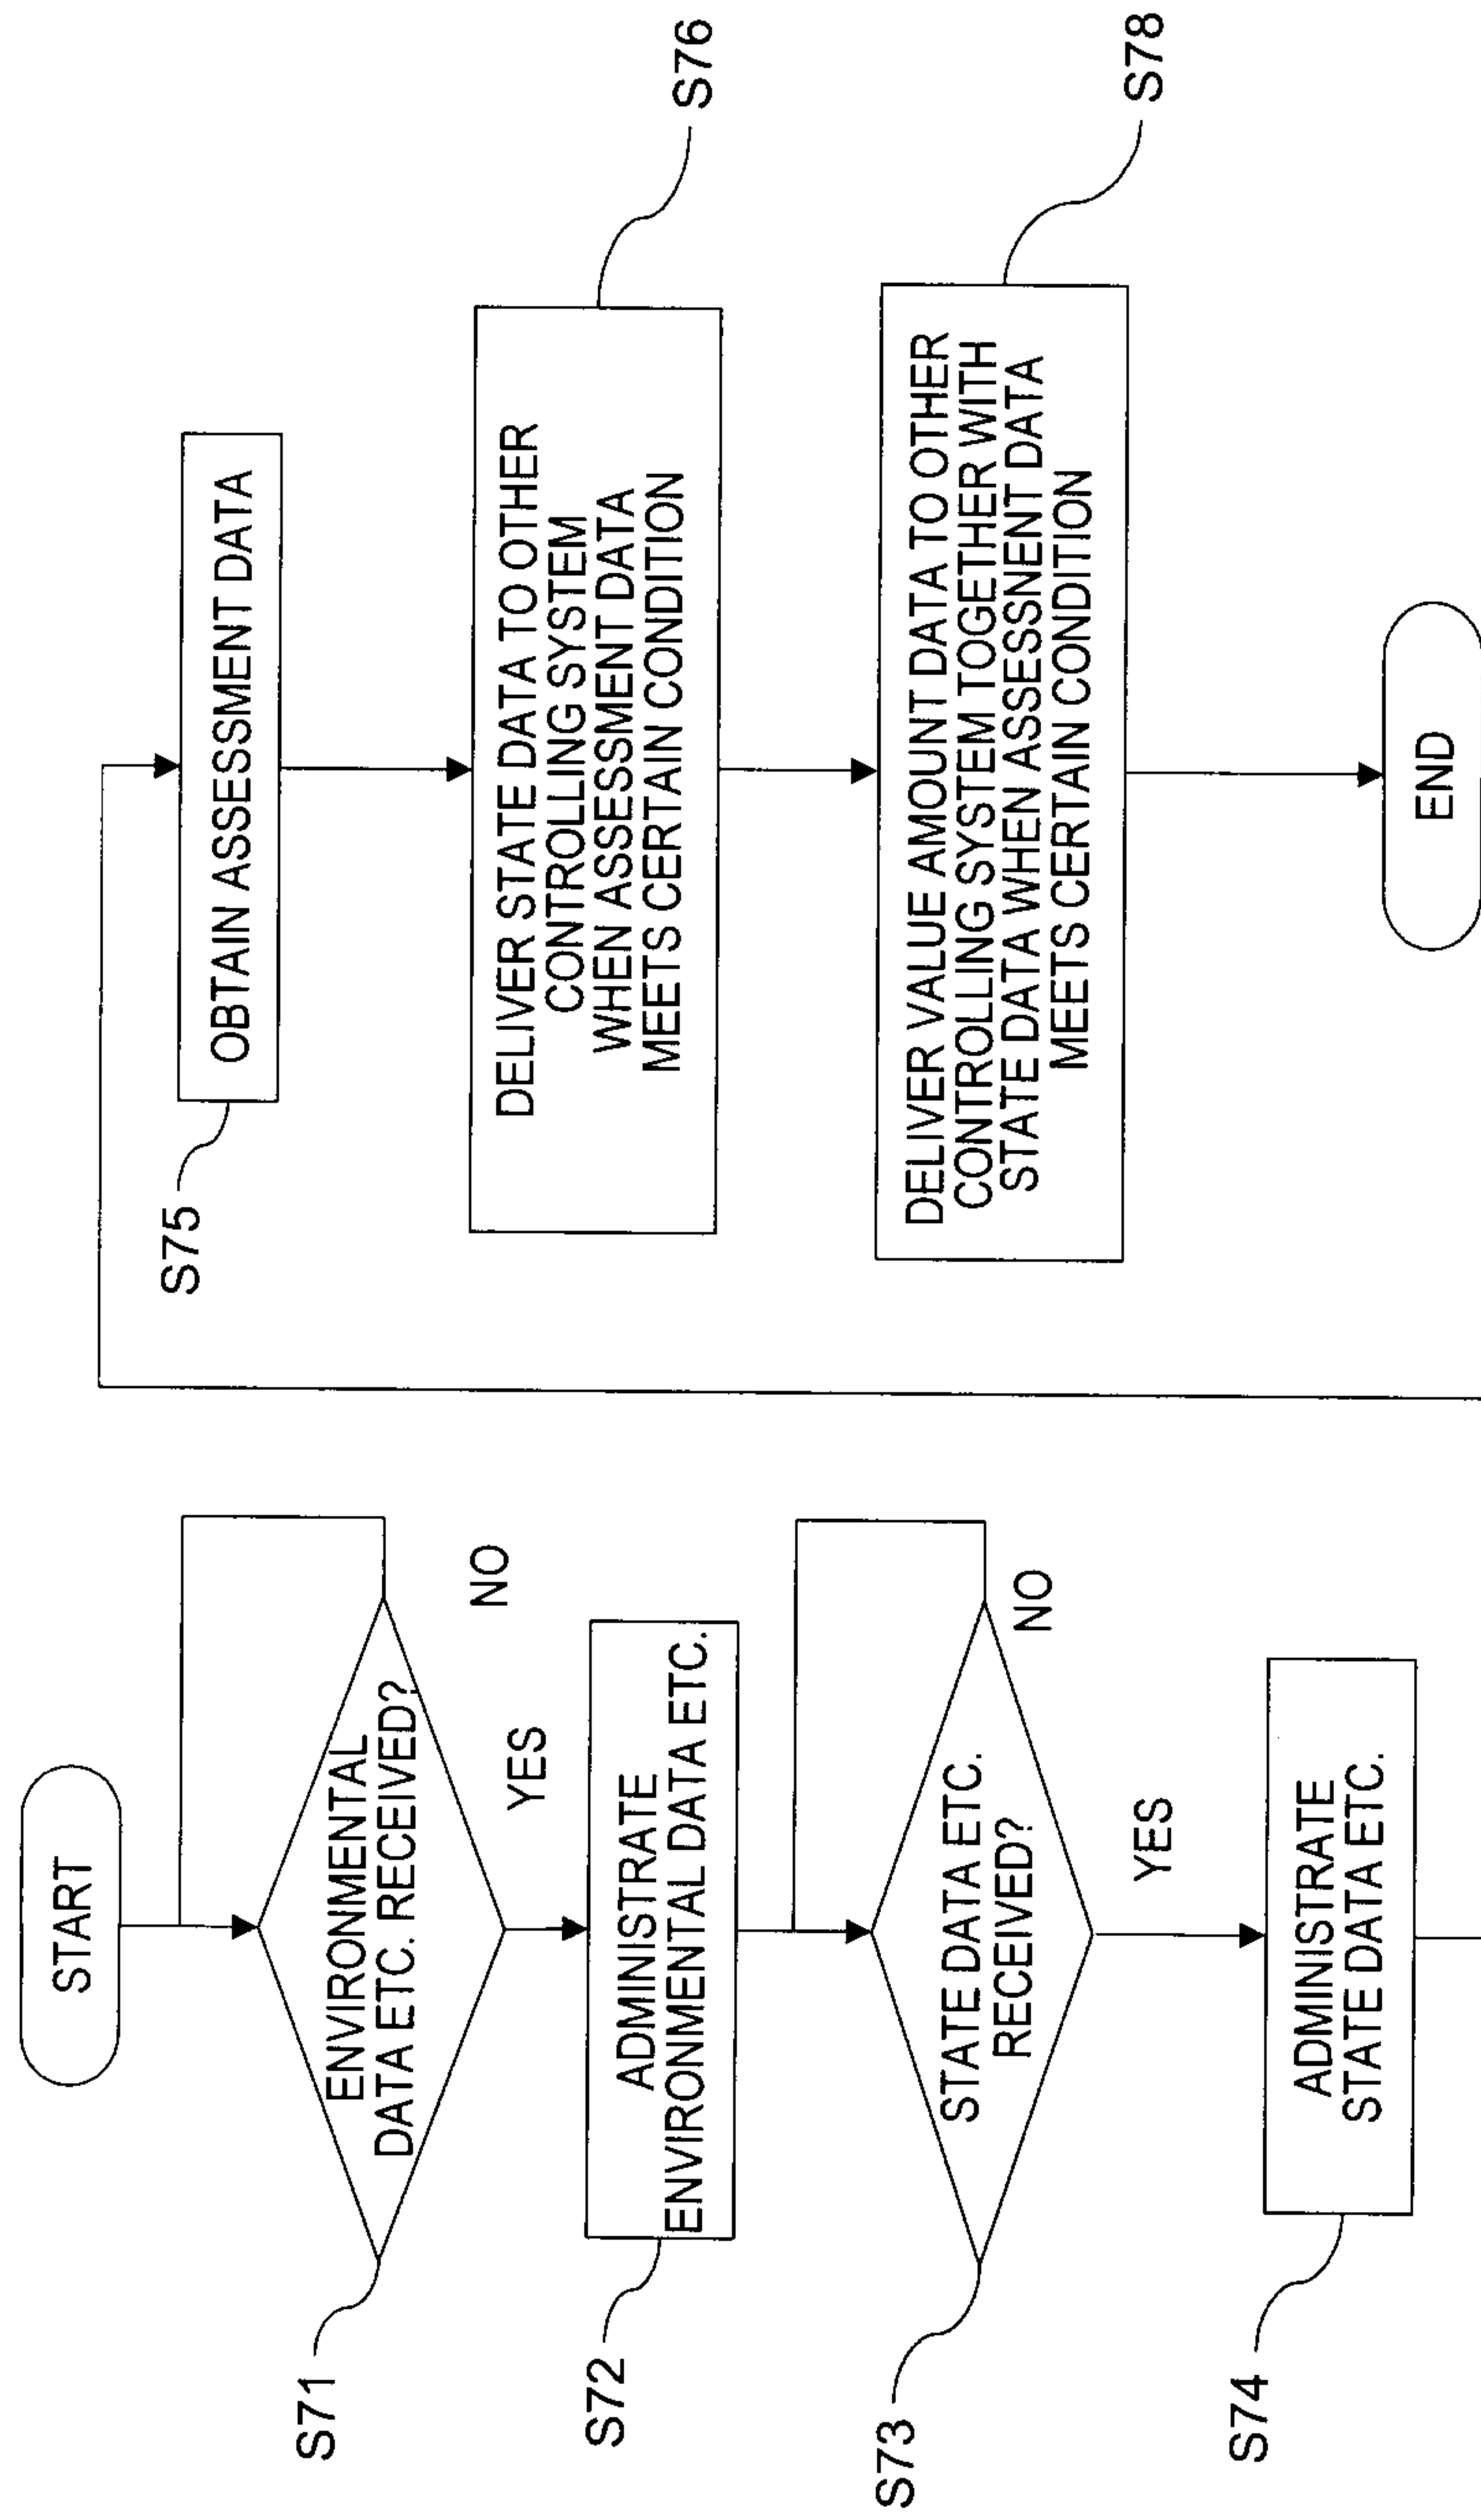 START
S71
ENVIRONMENTAL
DATA ETC. RECEIVED?
NO
YES
S72
ADMINISTRATE
ENVIRONMENTAL DATA ETC.
S73
STATE DATA ETC.
RECEIVED?
NO
YES
S74
ADMINISTRATE
STATE DATA ETC.
S75
OBTAIN ASSESSMENT DATA
S76
DELIVER STATE DATA TO OTHER
CONTROLLING SYSTEM
WHEN ASSESSMENT DATA
MEETS CERTAIN CONDITION
S78
DELIVER VALUE AMOUNT DATA TO OTHER
CONTROLLING SYSTEM TOGETHER WITH
STATE DATA WHEN ASSESSNENT DATA
MEETS CERTAIN CONDITION
END